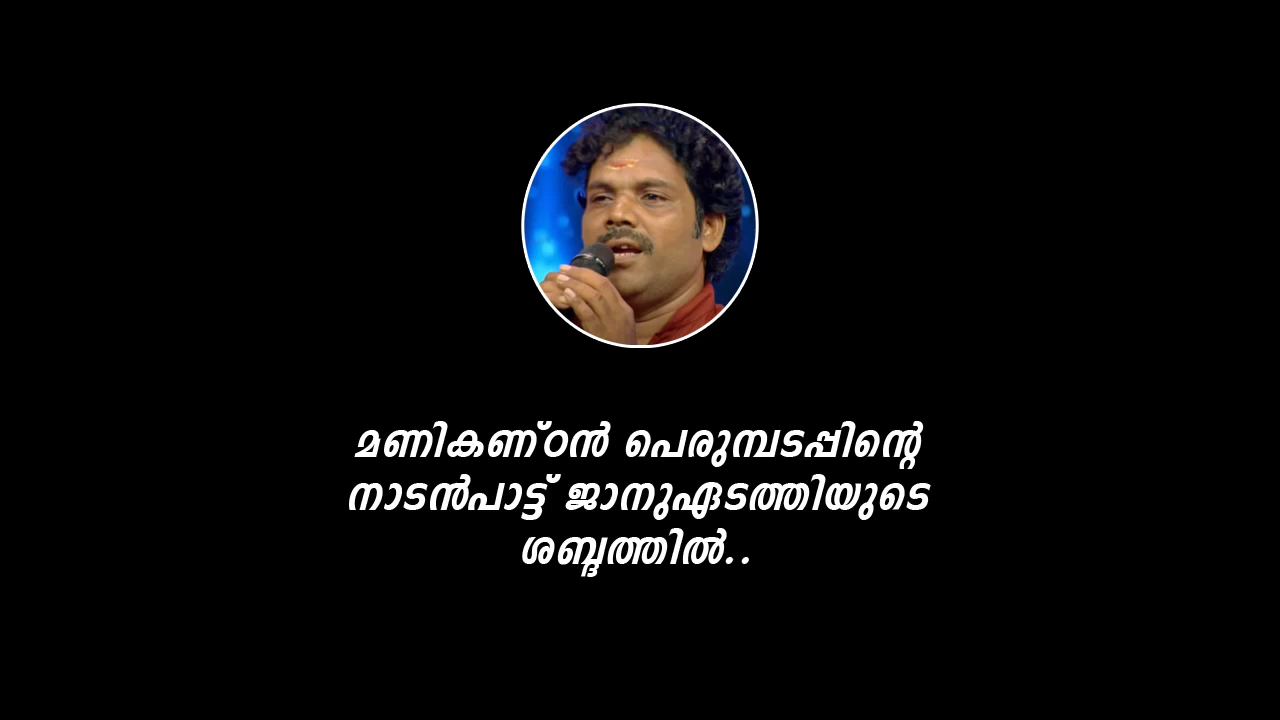 മണികണ്ഠൻ പെരുമ്പടപ്പിന്റെ
നാടൻപാട്ട് ജാനുഏടത്തിയുടെ
ശബ്ദത്തിൽ..